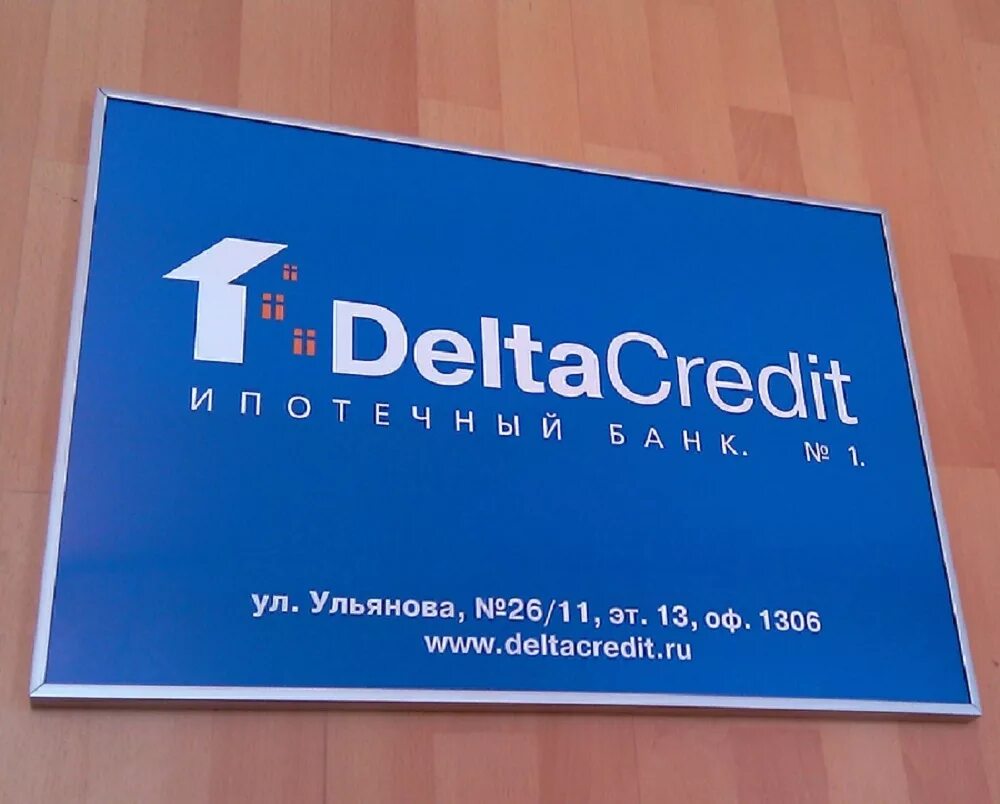 DeltaCredit
ИПОТЕЧНЫЙ БАНК. № 1.
ул. Ульянова, №26/11, эт. 13, оф. 1306
www.deltacredit.ru